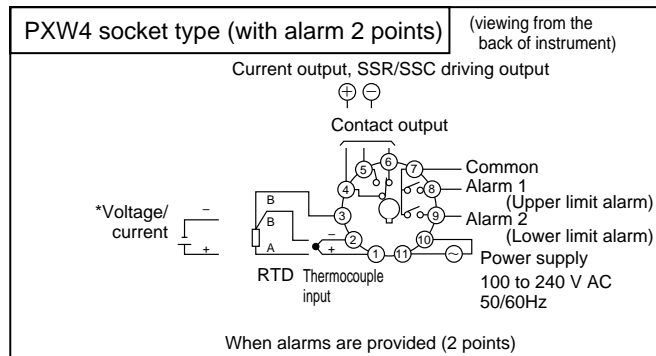 PXW4 socket type (with alarm 2 points)
(viewing from the
back of instrument)
Current output, SSR/SSC driving output
+ −
Contact output
6
5 7
4 8
3 9
2 10
1 11
Common
Alarm 1
(Upper limit alarm)
Alarm 2
(Lower limit alarm)
Power supply
100 to 240 V AC
50/60Hz
*Voltage/
current
−
+
B
B
A
RTD
−
+
Thermocouple
input
When alarms are provided (2 points)